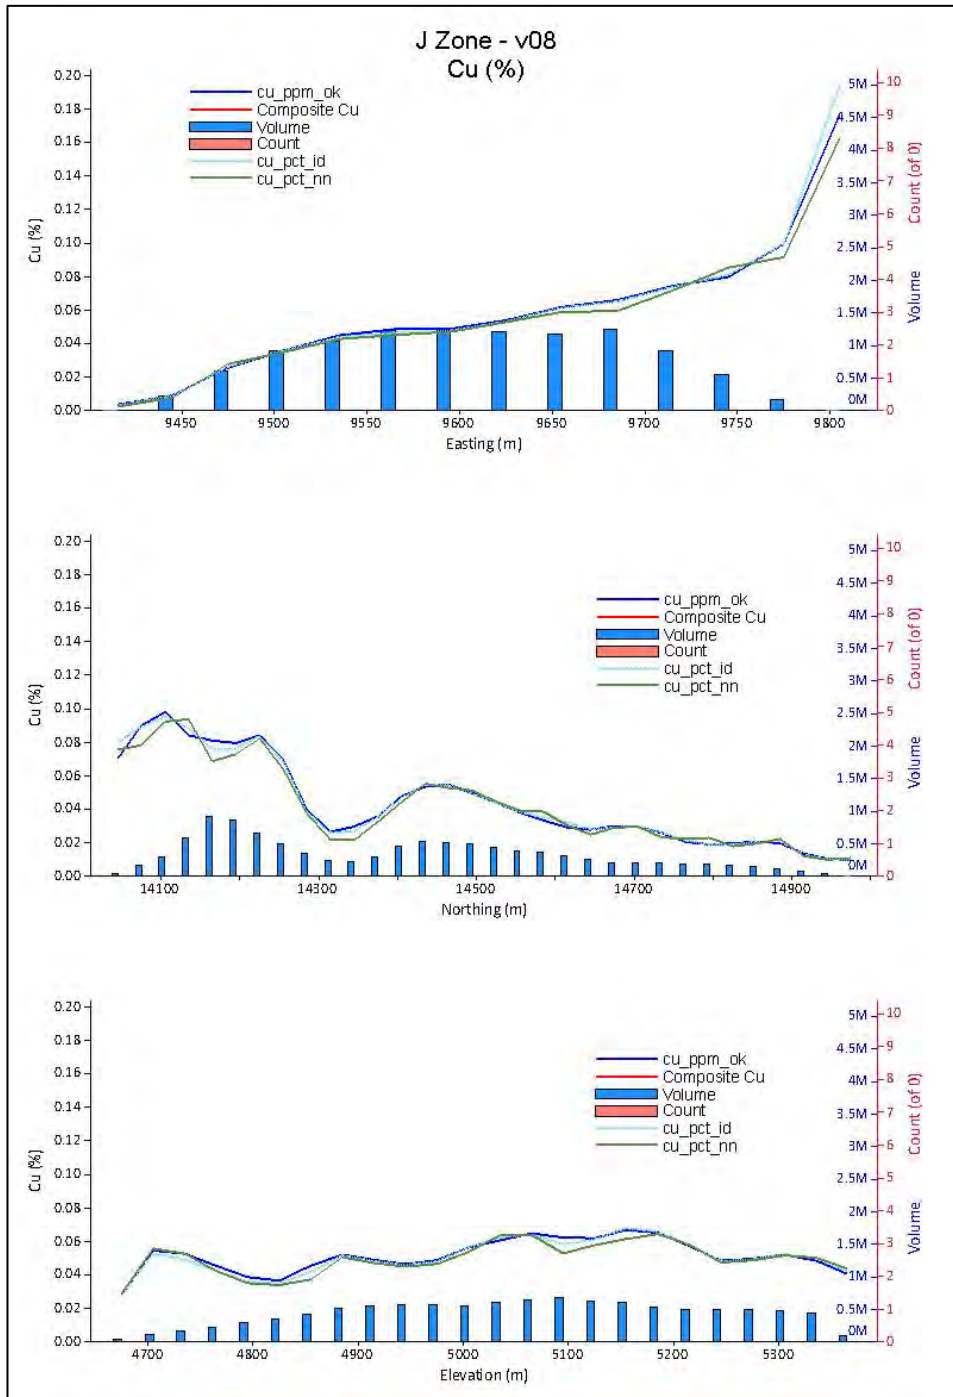 J Zone - v08
Cu (%)
cu_ppm_ok
Composite Cu
Volume
Count
cu_pct_id
cu_pct_nn
Cu (%)
0.20
0.18
0.16
0.14
0.12
0.10
0.08
0.06
0.04
0.02
0.00
9450
9500
9550
9600
9650
9700
9750
9800
Easting (m)
5M
4.5M
4M
3.5M
3M
2.5M
2M
1.5M
1M
0.5M
0M
Volume
10
9
8
7
6
5
4
3
2
1
0
Count (of 0)
cu_ppm_ok
Composite Cu
Volume
Count
cu_pct_id
cu_pct_nn
Cu (%)
0.20
0.18
0.16
0.14
0.12
0.10
0.08
0.06
0.04
0.02
0.00
14100
14300
14500
14700
14900
Northing (m)
5M
4.5M
4M
3.5M
3M
2.5M
2M
1.5M
1M
0.5M
0M
Volume
10
9
8
7
6
5
4
3
2
1
0
Count (of 0)
cu_ppm_ok
Composite Cu
Volume
Count
cu_pct_id
cu_pct_nn
Cu (%)
0.20
0.18
0.16
0.14
0.12
0.10
0.08
0.06
0.04
0.02
0.00
4700
4800
4900
5000
5100
5200
5300
Elevation (m)
5M
4.5M
4M
3.5M
3M
2.5M
2M
1.5M
1M
0.5M
0M
Volume
10
9
8
7
6
5
4
3
2
1
0
Count (of 0)